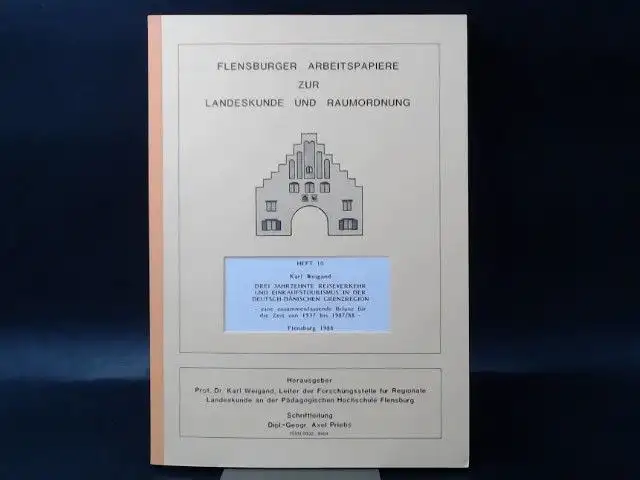 FLENSBURGER ARBEITSPAPIERE
ZUR
LANDESKUNDE UND RAUMORDNUNG
HEFT 10
Karl Weigand
DREI JAHRZEHNTE REISEVERKEHR
UND EINKAUFSTOURISMUS IN DER
DEUTSCH-DÄNISCHEN GRENZREGION
- eine zusammenfassende Bilanz für
die Zeit von 1957 bis 1987/88 -
Flensburg 1988
Herausgeber
Prof. Dr. Karl Weigand, Leiter der Forschungsstelle für Regionale
Landeskunde an der Pädagogischen Hochschule Flensburg
Schriftleitung
Dipl.-Geogr. Axel Priebs